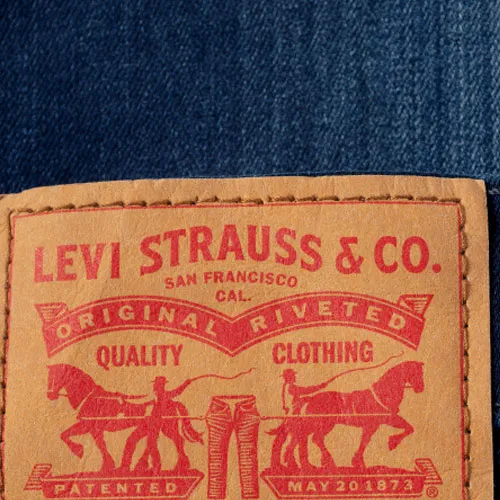 LEVI STRAUSS & CO.
SAN FRANCISCO
CAL.
ORIGINAL RIVETED
QUALITY CLOTHING
PATENTED MAY 20 1873